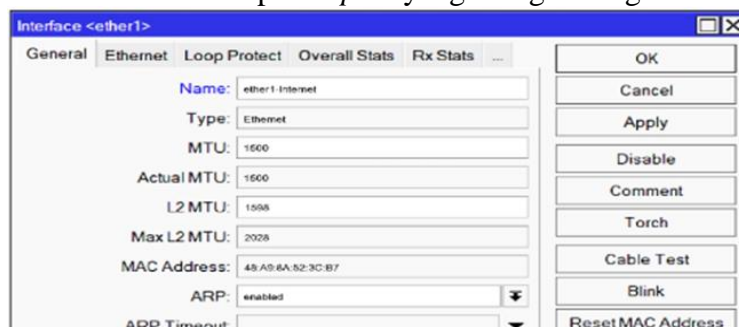 Interface <ether1>
General Ethernet Loop Protect Overall Stats Rx Stats ...
OK
Name: ether1-Internet
Cancel
Type: Ethernet
Apply
MTU: 1500
Disable
Actual MTU: 1500
Comment
L2 MTU: 1598
Torch
Max L2 MTU: 2028
Cable Test
MAC Address: 48:A9:8A:52:3C:B7
Blink
ARP: enabled
Reset MAC Address
ARP Timeout: